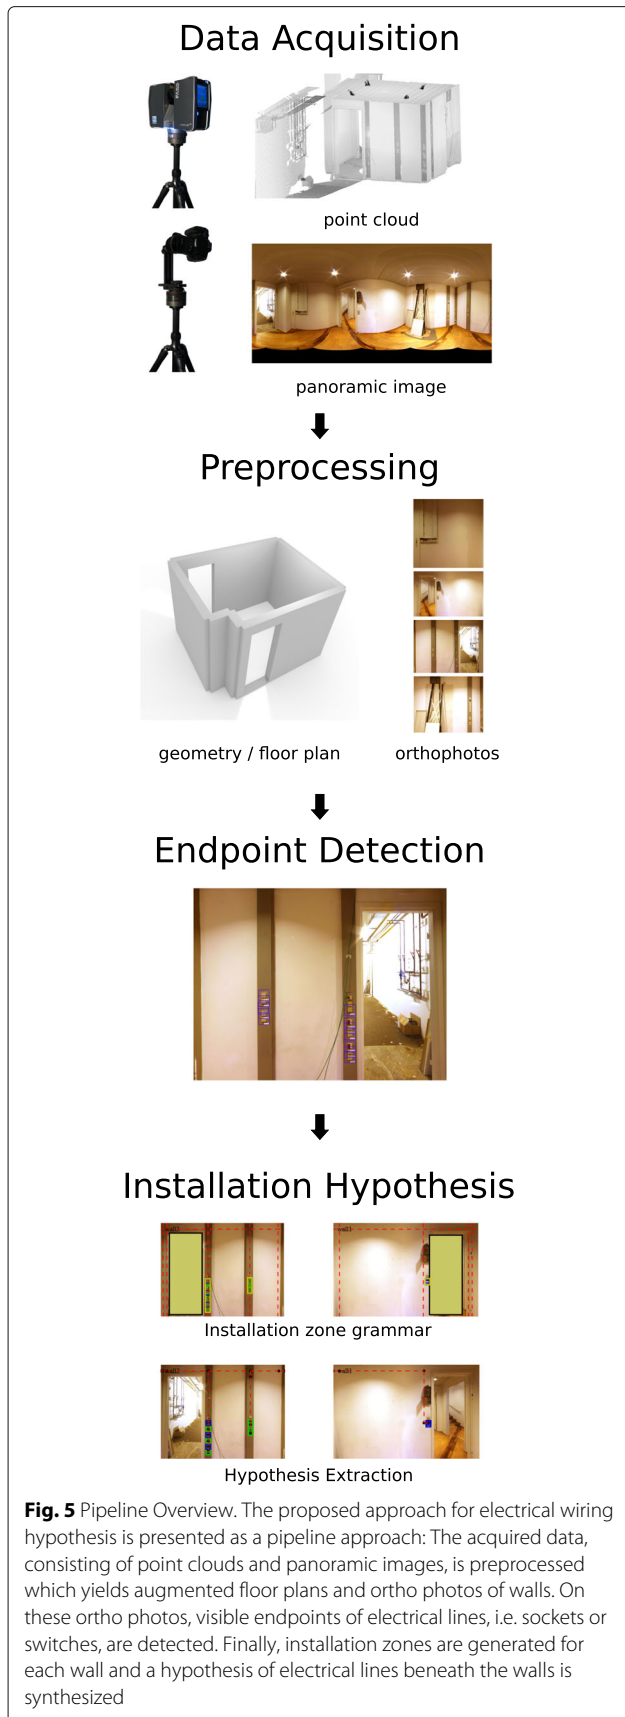 Data Acquisition
point cloud
panoramic image
Preprocessing
geometry / floor plan
orthophotos
Endpoint Detection
Installation Hypothesis
Installation zone grammar
Hypothesis Extraction
Fig. 5 Pipeline Overview. The proposed approach for electrical wiring
hypothesis is presented as a pipeline approach: The acquired data,
consisting of point clouds and panoramic images, is preprocessed
which yields augmented floor plans and ortho photos of walls. On
these ortho photos, visible endpoints of electrical lines, i.e. sockets or
switches, are detected. Finally, installation zones are generated for
each wall and a hypothesis of electrical lines beneath the walls is
synthesized